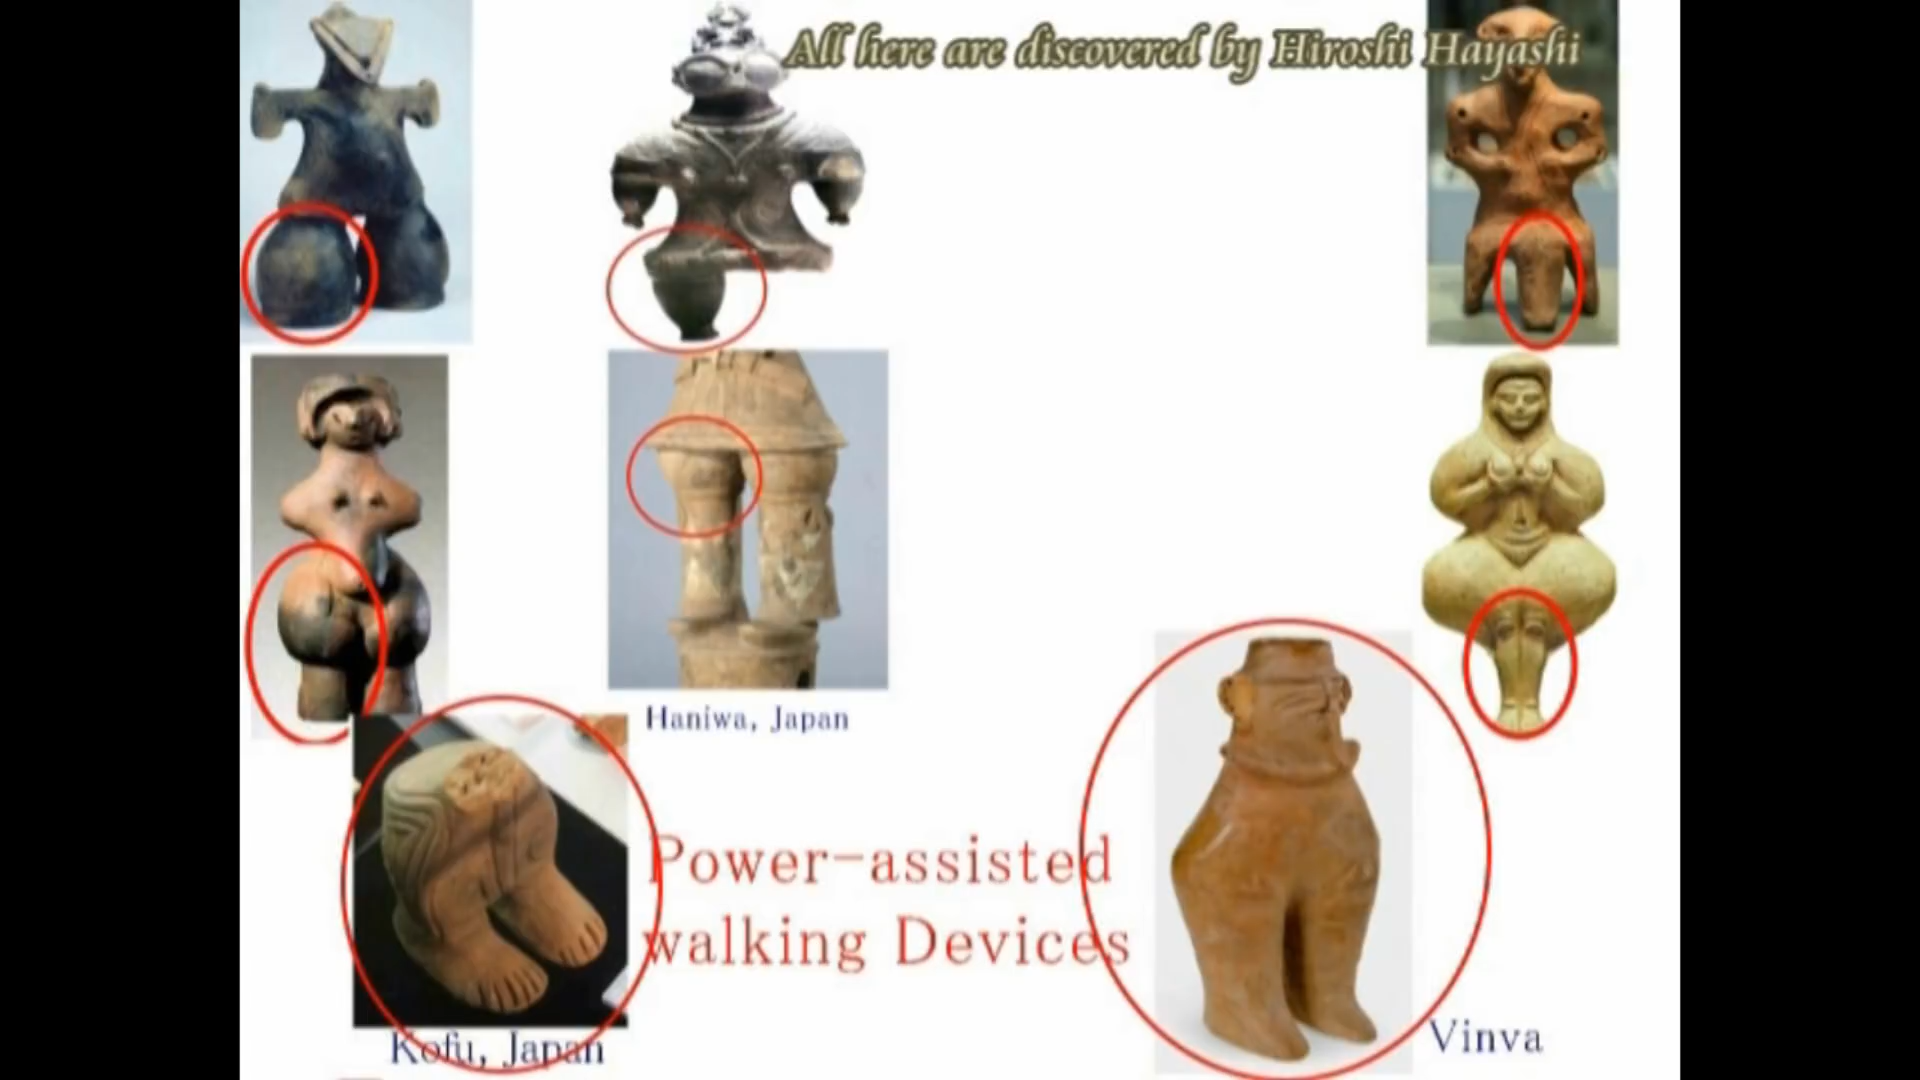 All here are discovered by Hiroshi Hayashi
Haniwa, Japan
Power-assisted
walking Devices
Kofu, Japan
Vinva